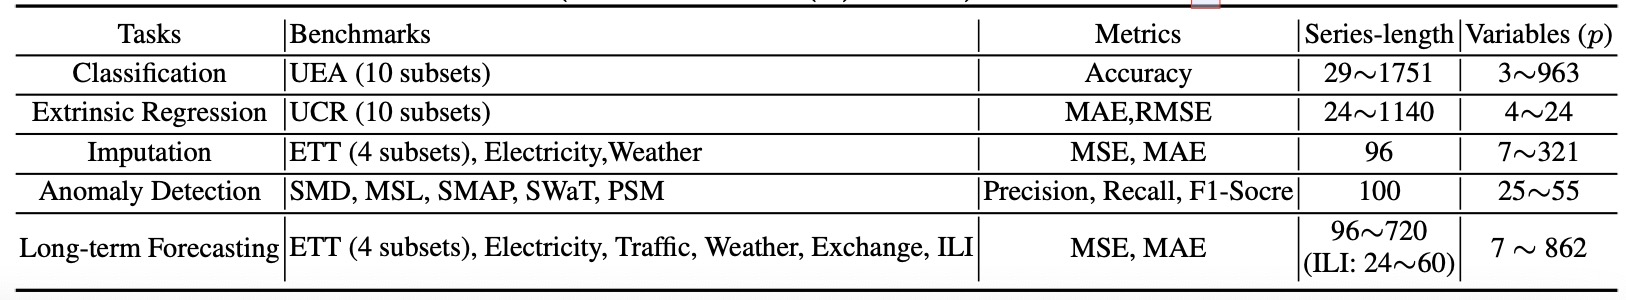 Tasks Benchmarks Metrics Series-length Variables (p)
Classification UEA (10 subsets) Accuracy 29∼1751 3∼963
Extrinsic Regression UCR (10 subsets) MAE,RMSE 24∼1140 4∼24
Imputation ETT (4 subsets), Electricity,Weather MSE, MAE 96 7∼321
Anomaly Detection SMD, MSL, SMAP, SWaT, PSM Precision, Recall, F1-Socre 100 25∼55
Long-term Forecasting ETT (4 subsets), Electricity, Traffic, Weather, Exchange, ILI MSE, MAE 96∼720 7 ∼ 862
(ILI: 24∼60)